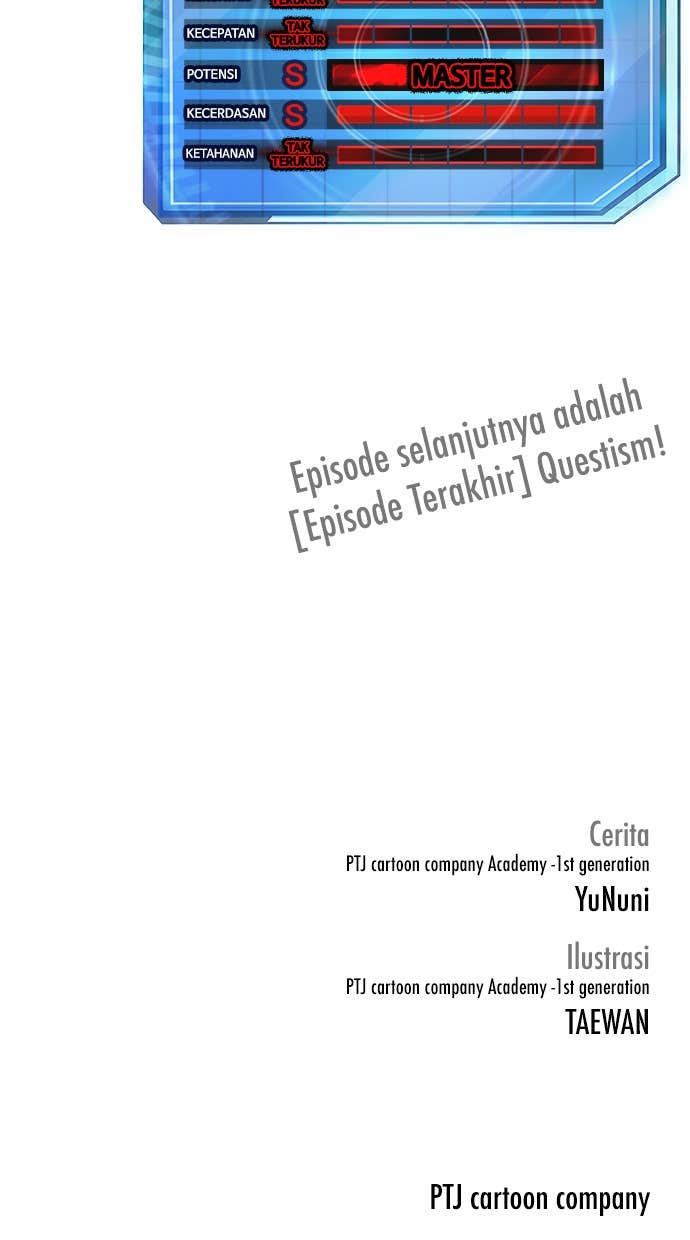 TERUKUR
KECEPATAN TAK TERUKUR
POTENSI S MASTER
KECERDASAN S
KETAHANAN TAK TERUKUR
Episode selanjutnya adalah
[Episode Terakhir] Questism!
Cerita
PTJ cartoon company Academy -1st generation
YuNuni
Ilustrasi
PTJ cartoon company Academy -1st generation
TAEWAN
PTJ cartoon company